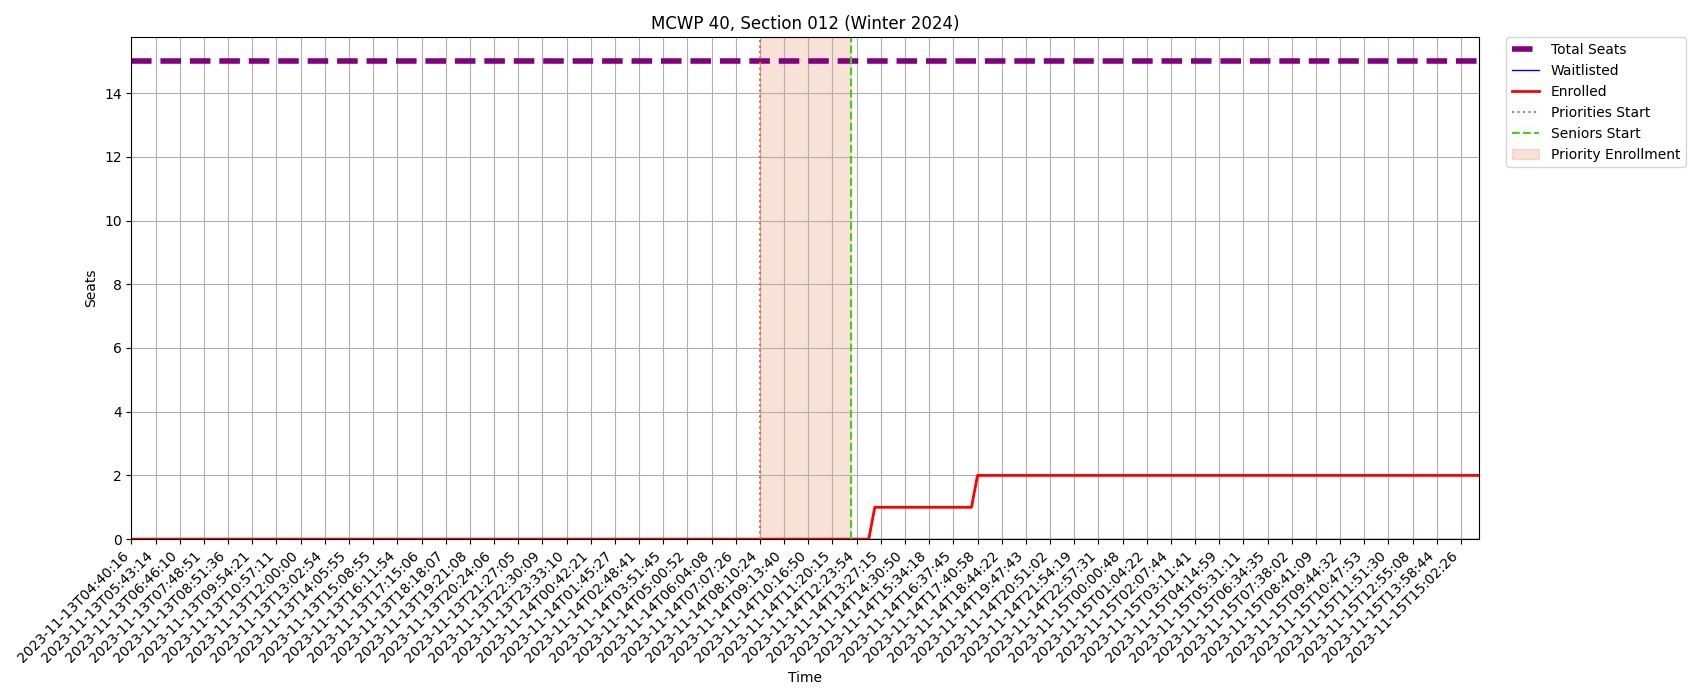 MCWP 40, Section 012 (Winter 2024)
Total Seats
Waitlisted
Enrolled
Priorities Start
Seniors Start
Priority Enrollment
Seats
14
12
10
8
6
4
2
0
2023-11-13T04:40:16
2023-11-13T05:43:14
2023-11-13T06:46:10
2023-11-13T07:48:51
2023-11-13T08:51:36
2023-11-13T09:54:21
2023-11-13T10:57:11
2023-11-13T12:00:00
2023-11-13T13:02:54
2023-11-13T14:05:55
2023-11-13T15:08:55
2023-11-13T16:11:54
2023-11-13T17:15:06
2023-11-13T18:18:07
2023-11-13T19:21:08
2023-11-13T20:24:06
2023-11-13T21:27:05
2023-11-13T22:30:09
2023-11-13T23:33:10
2023-11-14T00:42:21
2023-11-14T01:45:27
2023-11-14T02:48:41
2023-11-14T03:51:45
2023-11-14T05:00:52
2023-11-14T06:04:08
2023-11-14T07:07:26
2023-11-14T08:10:24
2023-11-14T09:13:40
2023-11-14T10:16:50
2023-11-14T11:20:15
2023-11-14T12:23:54
2023-11-14T13:27:15
2023-11-14T14:30:50
2023-11-14T15:34:18
2023-11-14T16:37:45
2023-11-14T17:40:58
2023-11-14T18:44:22
2023-11-14T19:47:43
2023-11-14T20:51:02
2023-11-14T21:54:19
2023-11-14T22:57:31
2023-11-15T00:00:48
2023-11-15T01:04:22
2023-11-15T02:07:44
2023-11-15T03:11:41
2023-11-15T04:14:59
2023-11-15T05:31:11
2023-11-15T06:34:35
2023-11-15T07:38:02
2023-11-15T08:41:09
2023-11-15T09:44:32
2023-11-15T10:47:53
2023-11-15T11:51:30
2023-11-15T12:55:08
2023-11-15T13:58:44
2023-11-15T15:02:26
Time